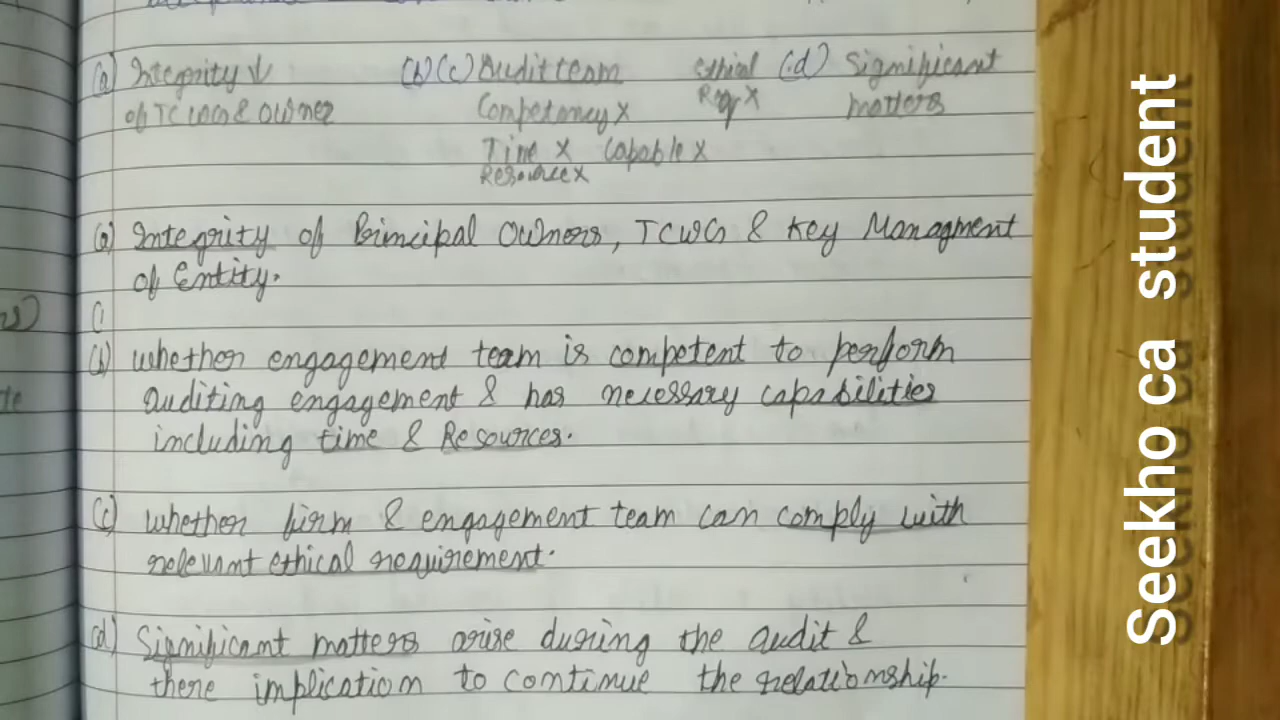 (a) Integrity ↓ (b) (c) Audit team Ethial (d) Significant
of TCWG & Owner Competency x Req x matters
Time x Capable x
Resource x
(a) Integrity of Principal Owners, TCWG & Key Managment
of Entity.
(b) whether engagement team is competent to perform
auditing engagement & has necessary capabilities
including time & Resources.
(c) whether firm & engagement team can comply with
relevant ethical requirement.
(d) Significant matters arise during the audit &
there implication to continue the relationship.
Seekho ca student